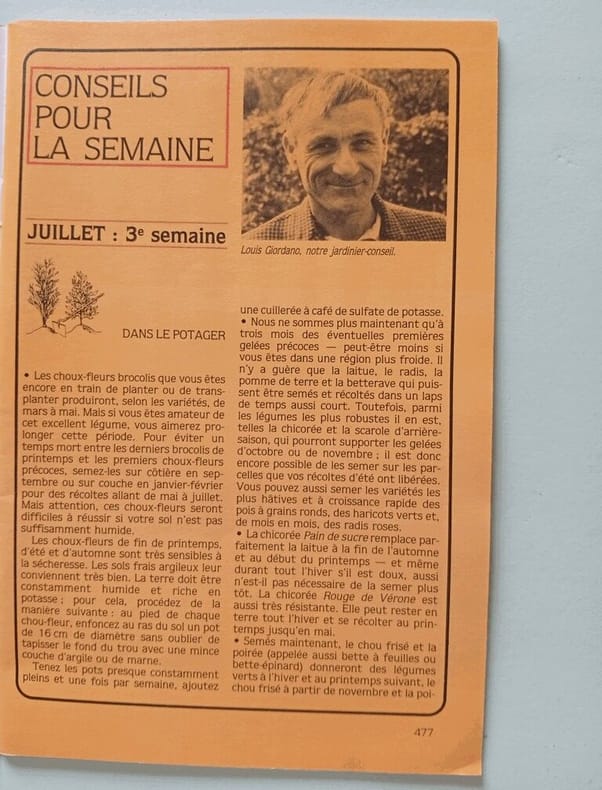 CONSEILS
POUR
LA SEMAINE
JUILLET : 3e semaine
Louis Giordano, notre jardinier-conseil.
DANS LE POTAGER
• Les choux-fleurs brocolis que vous êtes
encore en train de planter ou de trans-
planter produiront, selon les variétés, de
mars à mai. Mais si vous êtes amateur de
cet excellent légume, vous aimerez pro-
longer cette période. Pour éviter un
temps mort entre les derniers brocolis de
printemps et les premiers choux-fleurs
précoces, semez-les sur côtière en sep-
tembre ou sur couche en janvier-février
pour des récoltes allant de mai à juillet.
Mais attention, ces choux-fleurs seront
difficiles à réussir si votre sol n'est pas
suffisamment humide.
Les choux-fleurs de fin de printemps,
d'été et d'automne sont très sensibles à
la sécheresse. Les sols frais argileux leur
conviennent très bien. La terre doit être
constamment humide et riche en
potasse ; pour cela, procédez de la
manière suivante : au pied de chaque
chou-fleur, enfoncez au ras du sol un pot
de 16 cm de diamètre sans oublier de
tapisser le fond du trou avec une mince
couche d'argile ou de marne.
Tenez les pots presque constamment
pleins et une fois par semaine, ajoutez
une cuillerée à café de sulfate de potasse.
• Nous ne sommes plus maintenant qu'à
trois mois des éventuelles premières
gelées précoces — peut-être moins si
vous êtes dans une région plus froide. Il
n'y a guère que la laitue, le radis, la
pomme de terre et la betterave qui puis-
sent être semés et récoltés dans un laps
de temps aussi court. Toutefois, parmi
les légumes les plus robustes il en est,
telles la chicorée et la scarole d'arrière-
saison, qui pourront supporter les gelées
d'octobre ou de novembre ; il est donc
encore possible de les semer sur les par-
celles que vos récoltes d'été ont libérées.
Vous pouvez aussi semer les variétés les
plus hâtives et à croissance rapide des
pois à grains ronds, des haricots verts et,
de mois en mois, des radis roses.
• La chicorée Pain de sucre remplace par-
faitement la laitue à la fin de l'automne
et au début du printemps — et même
durant tout l'hiver s'il est doux, aussi
n'est-il pas nécessaire de la semer plus
tôt. La chicorée Rouge de Vérone est
aussi très résistante. Elle peut rester en
terre tout l'hiver et se récolter au prin-
temps jusqu'en mai.
• Semés maintenant, le chou frisé et la
poirée (appelée aussi bette à feuilles ou
bette-épinard) donneront des légumes
verts à l'hiver et au printemps suivant, le
chou frisé à partir de novembre et la poi-
477